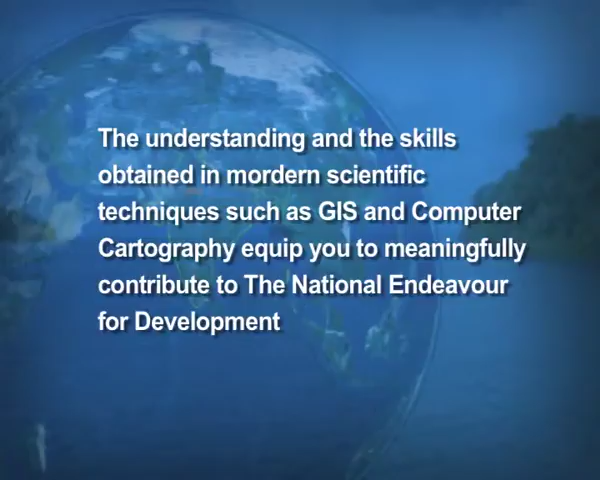 The understanding and the skills
obtained in mordern scientific
techniques such as GIS and Computer
Cartography equip you to meaningfully
contribute to The National Endeavour
for Development